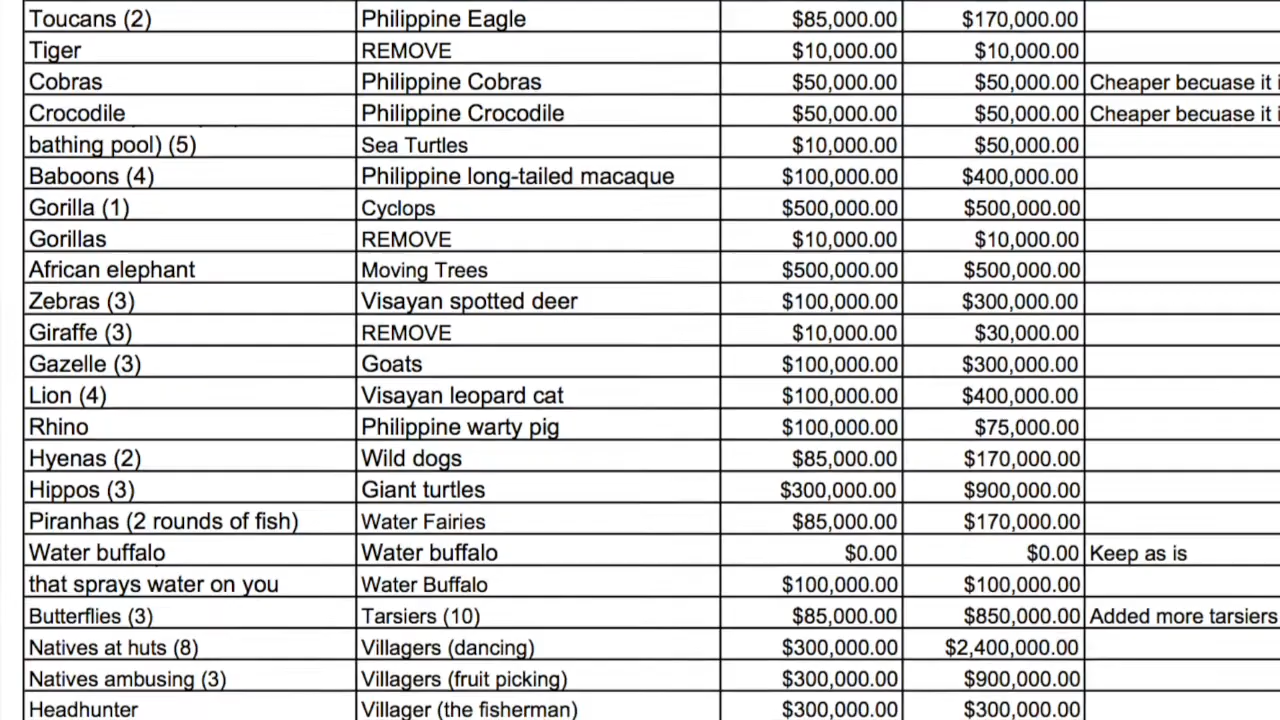 Toucans (2) Philippine Eagle $85,000.00 $170,000.00
Tiger REMOVE $10,000.00 $10,000.00
Cobras Philippine Cobras $50,000.00 $50,000.00 Cheaper becuase it i
Crocodile Philippine Crocodile $50,000.00 $50,000.00 Cheaper becuase it i
bathing pool) (5) Sea Turtles $10,000.00 $50,000.00
Baboons (4) Philippine long-tailed macaque $100,000.00 $400,000.00
Gorilla (1) Cyclops $500,000.00 $500,000.00
Gorillas REMOVE $10,000.00 $10,000.00
African elephant Moving Trees $500,000.00 $500,000.00
Zebras (3) Visayan spotted deer $100,000.00 $300,000.00
Giraffe (3) REMOVE $10,000.00 $30,000.00
Gazelle (3) Goats $100,000.00 $300,000.00
Lion (4) Visayan leopard cat $100,000.00 $400,000.00
Rhino Philippine warty pig $100,000.00 $75,000.00
Hyenas (2) Wild dogs $85,000.00 $170,000.00
Hippos (3) Giant turtles $300,000.00 $900,000.00
Piranhas (2 rounds of fish) Water Fairies $85,000.00 $170,000.00
Water buffalo Water buffalo $0.00 $0.00 Keep as is
that sprays water on you Water Buffalo $100,000.00 $100,000.00
Butterflies (3) Tarsiers (10) $85,000.00 $850,000.00 Added more tarsiers
Natives at huts (8) Villagers (dancing) $300,000.00 $2,400,000.00
Natives ambusing (3) Villagers (fruit picking) $300,000.00 $900,000.00
Headhunter Villager (the fisherman) $300,000.00 $300,000.00